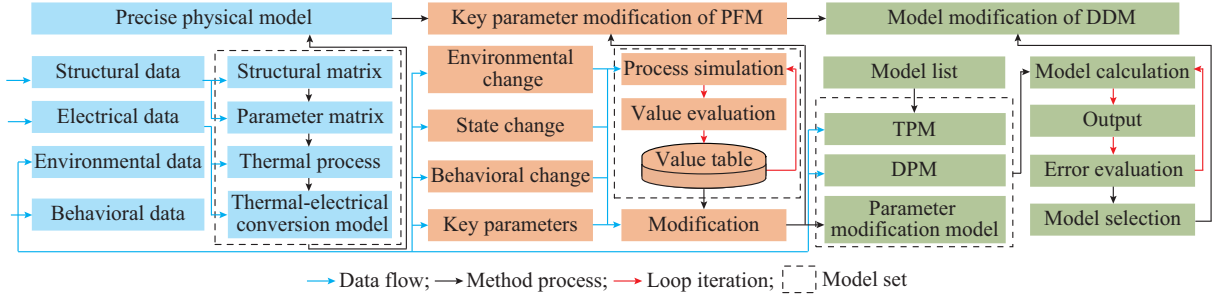 Precise physical model
Key parameter modification of PFM
Model modification of DDM
Structural data
Electrical data
Environmental data
Behavioral data
Structural matrix
Parameter matrix
Thermal process
Thermal-electrical
conversion model
Environmental
change
State change
Behavioral change
Key parameters
Process simulation
Value evaluation
Value table
Modification
Model list
TPM
DPM
Parameter
modification model
Model calculation
Output
Error evaluation
Model selection
Data flow; Method process; Loop iteration; Model set